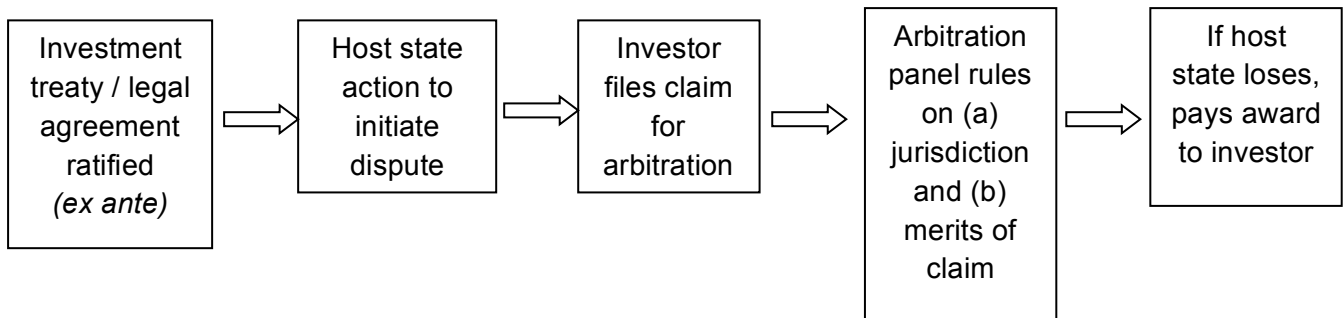 Investment
treaty / legal
agreement
ratified
(ex ante)
Host state
action to
initiate
dispute
Investor
files claim
for
arbitration
Arbitration
panel rules
on (a)
jurisdiction
and (b)
merits of
claim
If host
state loses,
pays award
to investor